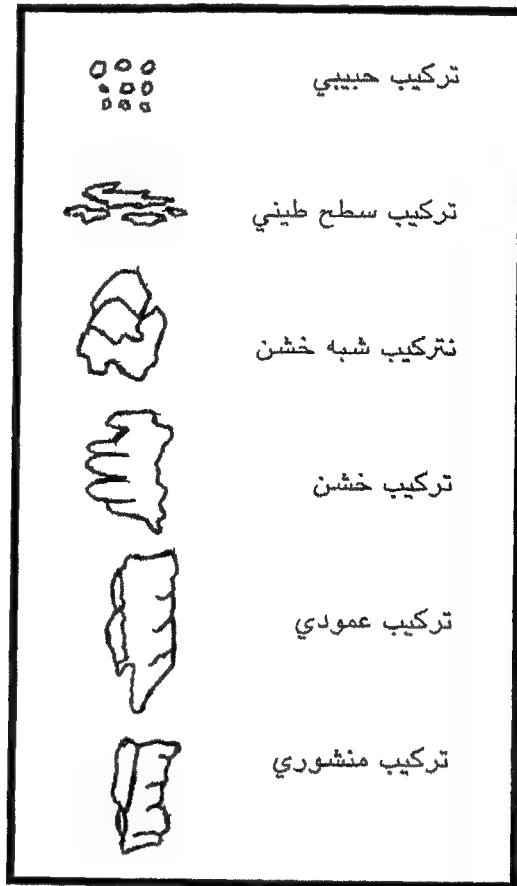 تركيب حبيبي
تركيب سطح طيني
نتركيب شبه خشن
تركيب خشن
تركيب عمودي
تركيب منشوري